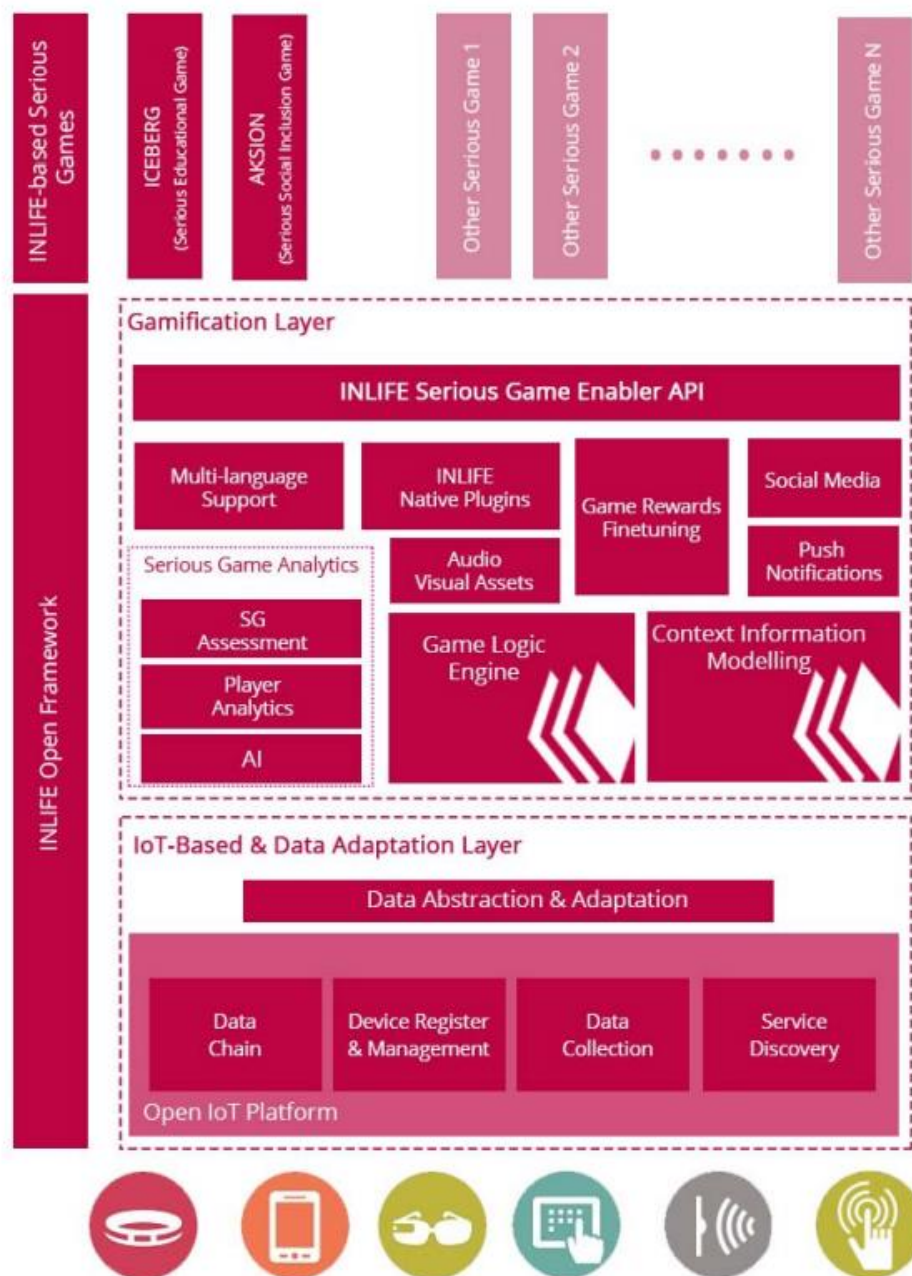 INLIFE-based Serious
Games
ICEBERG
(Serious Educational Game)
AKSION
(Serious Social Inclusion Game)
Other Serious Game 1
Other Serious Game 2
Other Serious Game N
INLIFE Open Framework
Gamification Layer
INLIFE Serious Game Enabler API
Multi-language
Support
INLIFE
Native Plugins
Game Rewards
Finetuning
Social Media
Push
Notifications
Audio
Visual Assets
Serious Game Analytics
SG
Assessment
Player
Analytics
AI
Game Logic
Engine
Context Information
Modelling
IoT-Based & Data Adaptation Layer
Data Abstraction & Adaptation
Data
Chain
Device Register
& Management
Data
Collection
Service
Discovery
Open IoT Platform